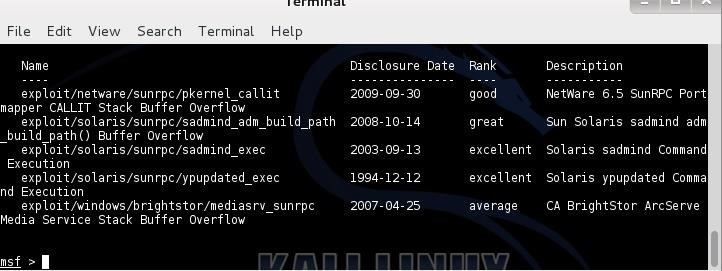 Terminal
File Edit View Search Terminal Help
Name Disclosure Date Rank Description
---- --------------- ---- -----------
exploit/netware/sunrpc/pkernel_callit 2009-09-30 good NetWare 6.5 SunRPC Port
mapper CALLIT Stack Buffer Overflow
exploit/solaris/sunrpc/sadmind_adm_build_path 2008-10-14 great Sun Solaris sadmind adm
_build_path() Buffer Overflow
exploit/solaris/sunrpc/sadmind_exec 2003-09-13 excellent Solaris sadmind Command
Execution
exploit/solaris/sunrpc/ypupdated_exec 1994-12-12 excellent Solaris ypupdated Comma
nd Execution
exploit/windows/brightstor/mediasrv_sunrpc 2007-04-25 average CA BrightStor ArcServe
Media Service Stack Buffer Overflow
KALI LINUX
msf >